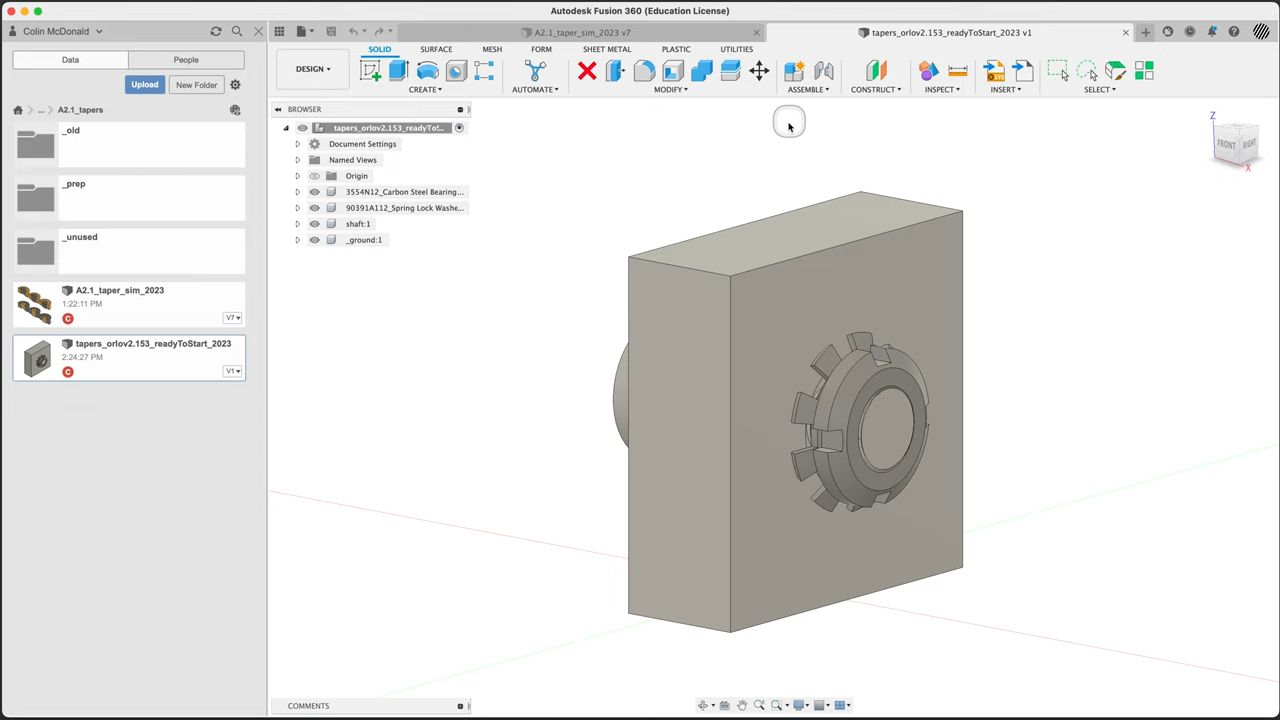 Autodesk Fusion 360 (Education License)
Colin McDonald
A2.1_taper_sim_2023 v7
tapers_orlov2.153_readyToStart_2023 v1
Data
People
Upload
New Folder
... A2.1_tapers
_old
_prep
_unused
A2.1_taper_sim_2023
1:22:11 PM
C
V7
tapers_orlov2.153_readyToStart_2023
2:24:27 PM
C
V1
DESIGN
SOLID
SURFACE
MESH
FORM
SHEET METAL
PLASTIC
UTILITIES
CREATE
AUTOMATE
MODIFY
ASSEMBLE
CONSTRUCT
INSPECT
INSERT
SELECT
BROWSER
tapers_orlov2.153_readyTo!...
Document Settings
Named Views
Origin
3554N12_Carbon Steel Bearing...
90391A112_Spring Lock Washe...
shaft:1
_ground:1
Z
FRONT
RIGHT
X
COMMENTS